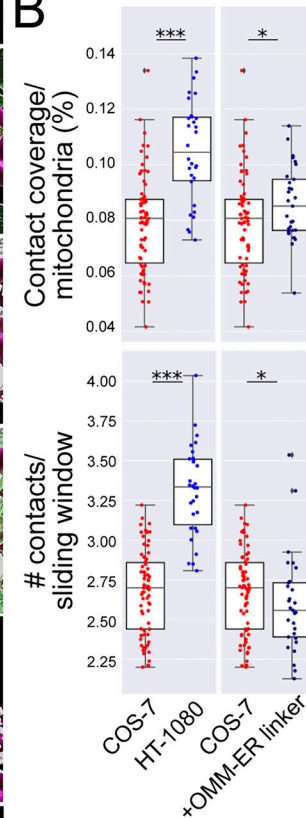 B
Contact coverage/
mitochondria (%)
0.14
0.12
0.10
0.08
0.06
0.04
***
*
# contacts/
sliding window
4.00
3.75
3.50
3.25
3.00
2.75
2.50
2.25
***
*
COS-7
HT-1080
COS-7
+OMM-ER linker